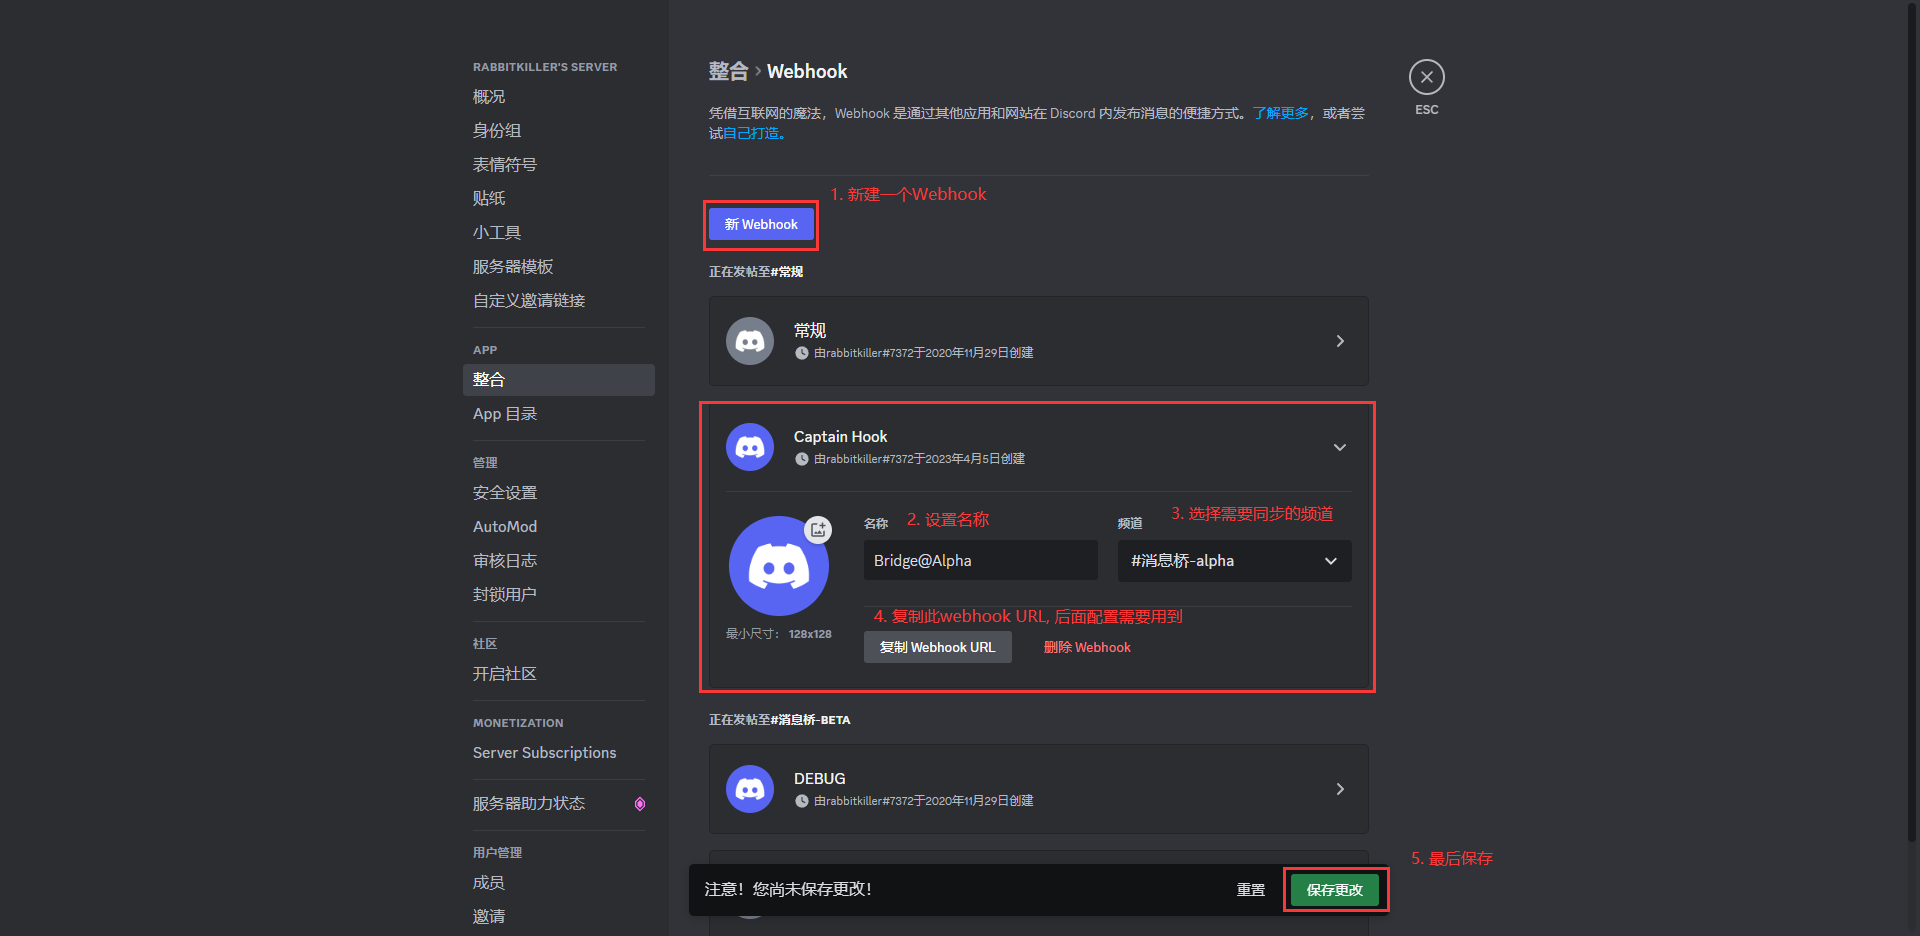 RABBITKILLER'S SERVER
概况
身份组
表情符号
贴纸
小工具
服务器模板
自定义邀请链接
APP
整合
App 目录
管理
安全设置
AutoMod
审核日志
封锁用户
社区
开启社区
MONETIZATION
Server Subscriptions
服务器助力状态
用户管理
成员
邀请
整合 › Webhook
ESC
凭借互联网的魔法，Webhook 是通过其他应用和网站在 Discord 内发布消息的便捷方式。了解更多，或者尝
试自己打造。
1. 新建一个Webhook
新 Webhook
正在发帖至#常规
常规
由rabbitkiller#7372于2020年11月29日创建
Captain Hook
由rabbitkiller#7372于2023年4月5日创建
名称
2. 设置名称
频道
3. 选择需要同步的频道
Bridge@Alpha
#消息桥-alpha
4. 复制此webhook URL, 后面配置需要用到
最小尺寸： 128x128
复制 Webhook URL
删除 Webhook
正在发帖至#消息桥-BETA
DEBUG
由rabbitkiller#7372于2020年11月29日创建
5. 最后保存
注意！您尚未保存更改！
重置
保存更改